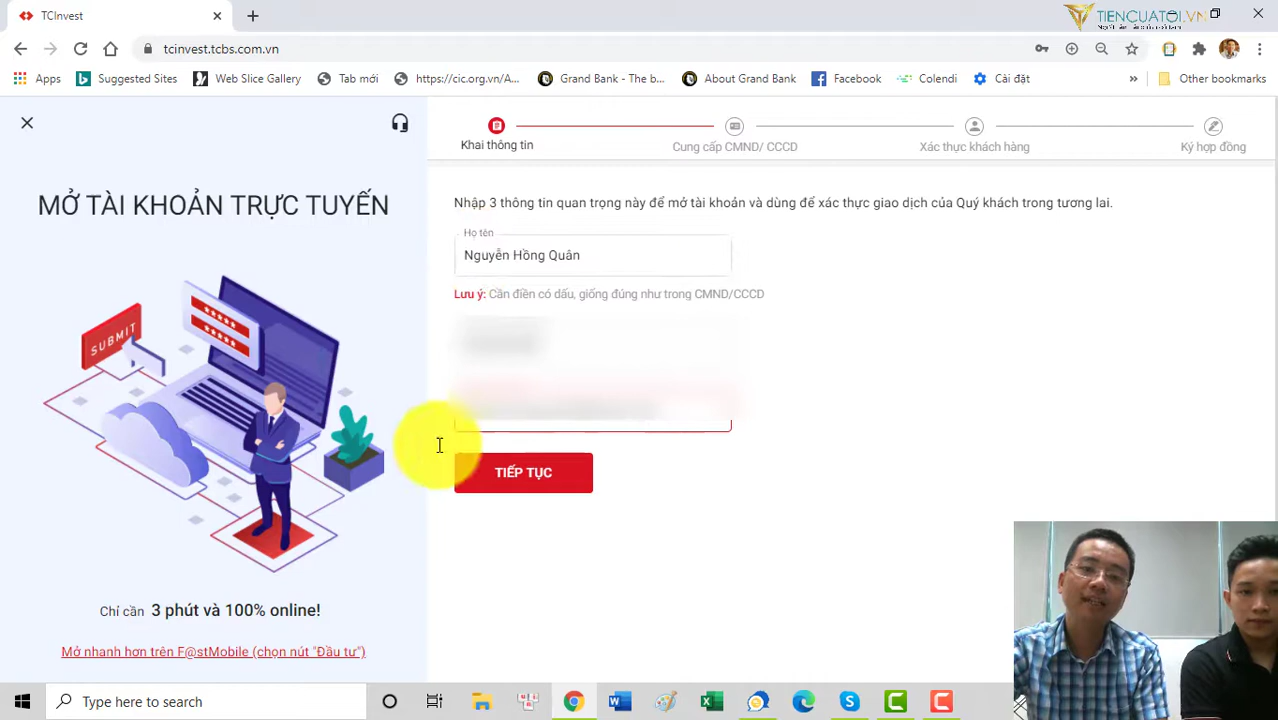 TCInvest
TIENCUATOI.VN
tcinvest.tcbs.com.vn
Apps
Suggested Sites
Web Slice Gallery
Tab mới
https://cic.org.vn/A...
Grand Bank - The b...
About Grand Bank
Facebook
Colendi
Cài đặt
»
Other bookmarks
Khai thông tin
Cung cấp CMND/ CCCD
Xác thực khách hàng
Ký hợp đồng
MỞ TÀI KHOẢN TRỰC TUYẾN
SUBMIT
Chỉ cần 3 phút và 100% online!
Mở nhanh hơn trên F@stMobile (chọn nút "Đầu tư")
Nhập 3 thông tin quan trọng này để mở tài khoản và dùng để xác thực giao dịch của Quý khách trong tương lai.
Họ tên
Nguyễn Hồng Quân
Lưu ý: Cần điền có dấu, giống đúng như trong CMND/CCCD
TIẾP TỤC
Type here to search